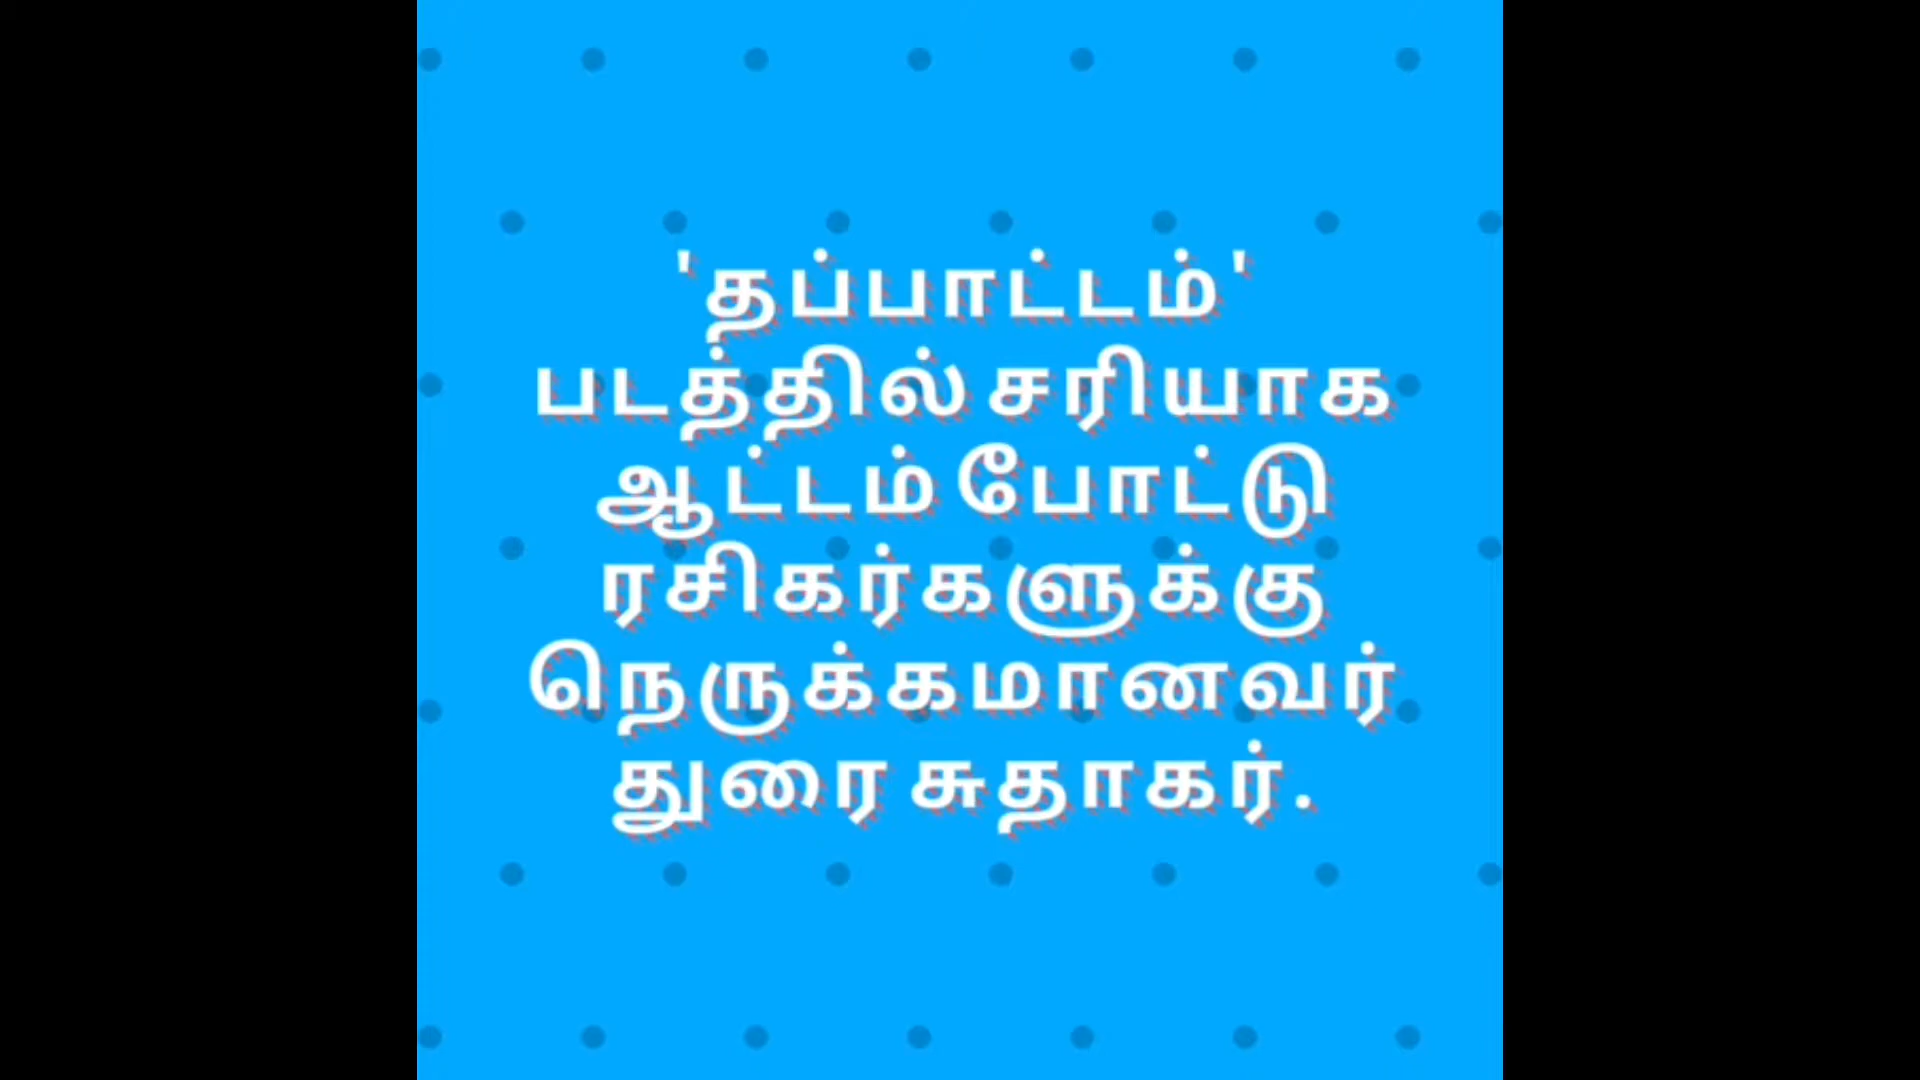 'தப்பாட்டம்'
படத்தில் சரியாக
ஆட்டம் போட்டு
ரசிகர்களுக்கு
நெருக்கமானவர்
துரை சுதாகர்.